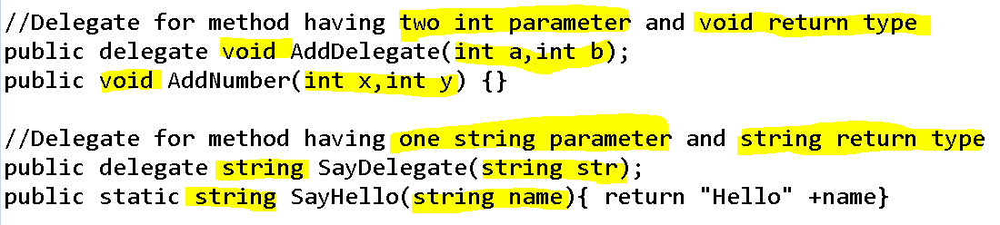 //Delegate for method having two int parameter and void return type
public delegate void AddDelegate(int a,int b);
public void AddNumber(int x,int y) {}
//Delegate for method having one string parameter and string return type
public delegate string SayDelegate(string str);
public static string SayHello(string name){ return "Hello" +name}